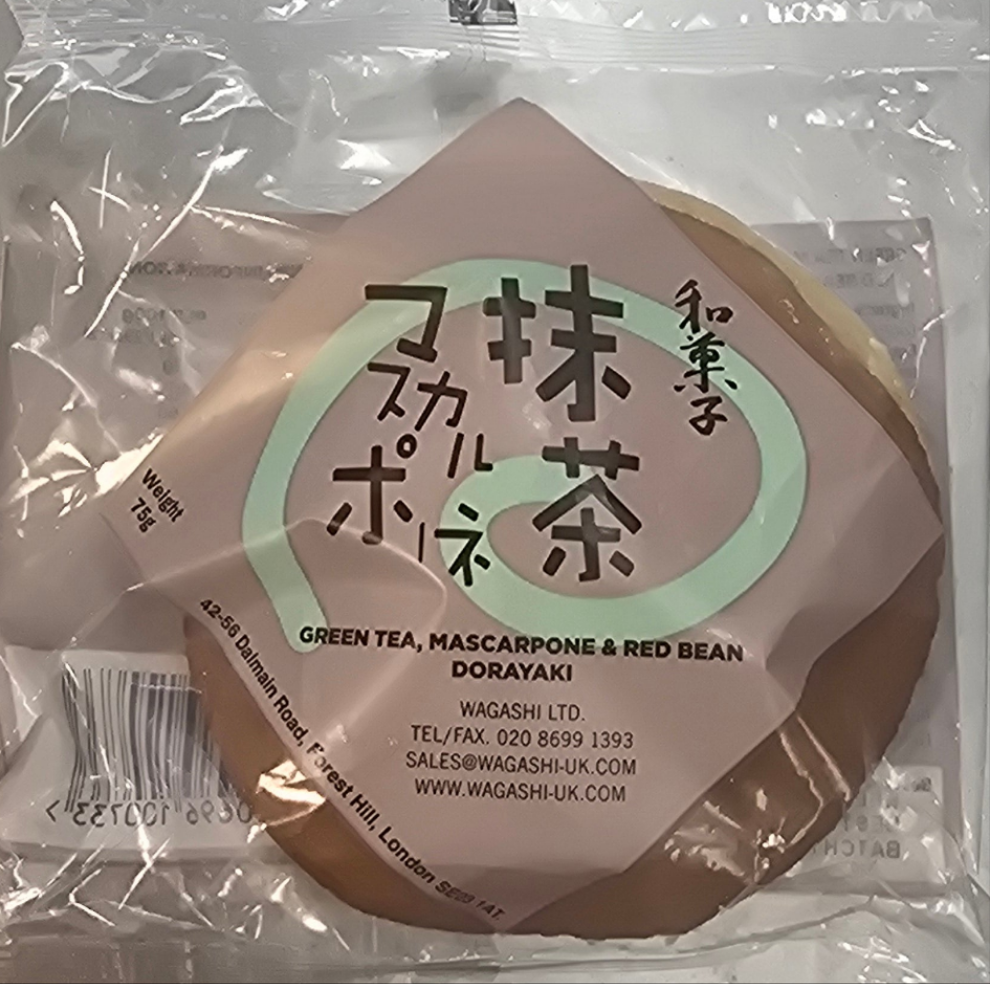 和菓子
抹茶
マスカルポーネ
Weight
75g
GREEN TEA, MASCARPONE & RED BEAN
DORAYAKI
WAGASHI LTD.
TEL/FAX. 020 8699 1393
SALES@WAGASHI-UK.COM
WWW.WAGASHI-UK.COM
42-56 Dalmain Road, Forest Hill, London